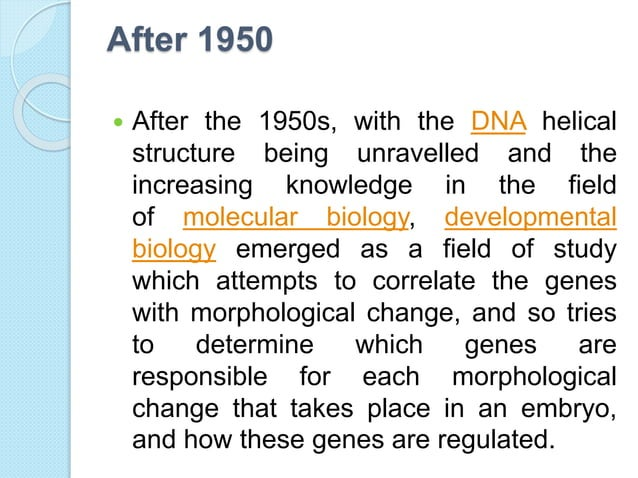 After 1950
After the 1950s, with the DNA helical
structure being unravelled and the
increasing knowledge in the field
of molecular biology, developmental
biology emerged as a field of study
which attempts to correlate the genes
with morphological change, and so tries
to determine which genes are
responsible for each morphological
change that takes place in an embryo,
and how these genes are regulated.